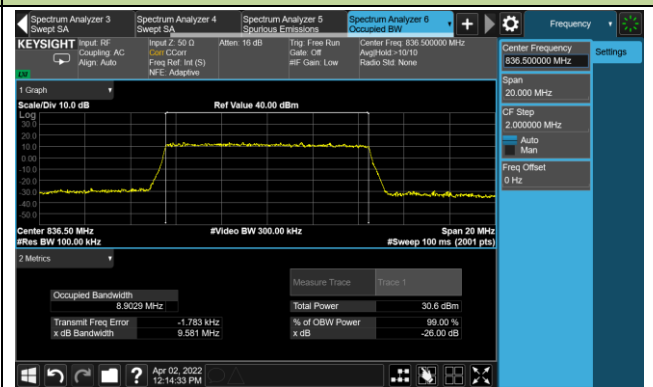 Spectrum Analyzer 3
Swept SA
Spectrum Analyzer 4
Swept SA
Spectrum Analyzer 5
Spurious Emissions
Spectrum Analyzer 6
Occupied BW
Frequency
KEYSIGHT
Input: RF
Coupling: AC
Align: Auto
Input Z: 50 Ω
Corr CCorr
Freq Ref: Int (S)
NFE: Adaptive
Atten: 16 dB
Trig: Free Run
Gate: Off
#IF Gain: Low
Center Freq: 836.500000 MHz
Avg|Hold:>10/10
Radio Std: None
Center Frequency
836.500000 MHz
Settings
Span
20.000 MHz
CF Step
2.000000 MHz
Auto
Man
Freq Offset
0 Hz
1 Graph
Scale/Div 10.0 dB
Ref Value 40.00 dBm
Log
30.0
20.0
10.0
0.00
-10.0
-20.0
-30.0
-40.0
-50.0
Center 836.50 MHz
#Video BW 300.00 kHz
Span 20 MHz
#Res BW 100.00 kHz
#Sweep 100 ms (2001 pts)
2 Metrics
Measure Trace
Trace 1
Occupied Bandwidth
8.9029 MHz
Total Power
30.6 dBm
Transmit Freq Error
-1.783 kHz
% of OBW Power
99.00 %
x dB Bandwidth
9.581 MHz
x dB
-26.00 dB
Apr 02, 2022
12:14:33 PM